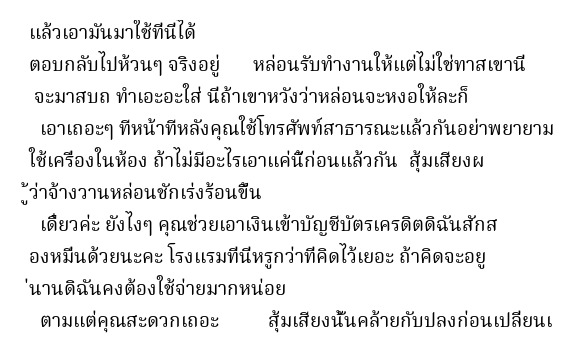 แล้วเอามันมาใช้ที่นี่ได้
ตอบกลับไปห้วนๆ จริงอยู่ หล่อนรับทำงานให้แต่ไม่ใช่ทาสเขานี่
จะมาสบถ ทำเอะอะใส่ นี่ถ้าเขาหวังว่าหล่อนจะหงอให้ละก็
เอาเถอะๆ ทีหน้าทีหลังคุณใช้โทรศัพท์สาธารณะแล้วกันอย่าพยายาม
ใช้เครื่องในห้อง ถ้าไม่มีอะไรเอาแค่นี้ก่อนแล้วกัน สุ้มเสียงผ
ู้ว่าจ้างวานหล่อนชักเร่งร้อนขึ้น
เดี๋ยวค่ะ ยังไงๆ คุณช่วยเอาเงินเข้าบัญชีบัตรเครดิตดิฉันสักส
องหมื่นด้วยนะคะ โรงแรมที่นี่หรูกว่าที่คิดไว้เยอะ ถ้าคิดจะอยู
่นานดิฉันคงต้องใช้จ่ายมากหน่อย
ตามแต่คุณสะดวกเถอะ สุ้มเสียงนั้นคล้ายกับปลงก่อนเปลี่ยนเ